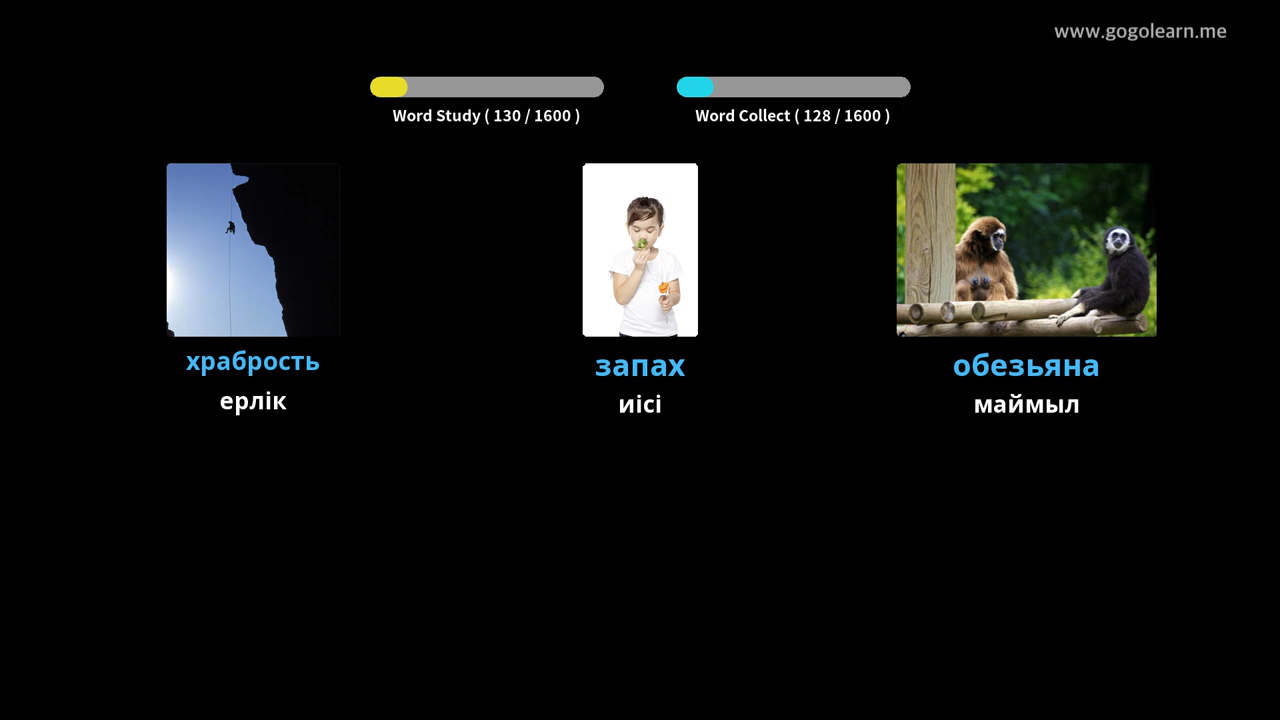 www.gogolearn.me
Word Study ( 130 / 1600 )
Word Collect ( 128 / 1600 )
храбрость
запах
обезьяна
ерлік
иісі
маймыл